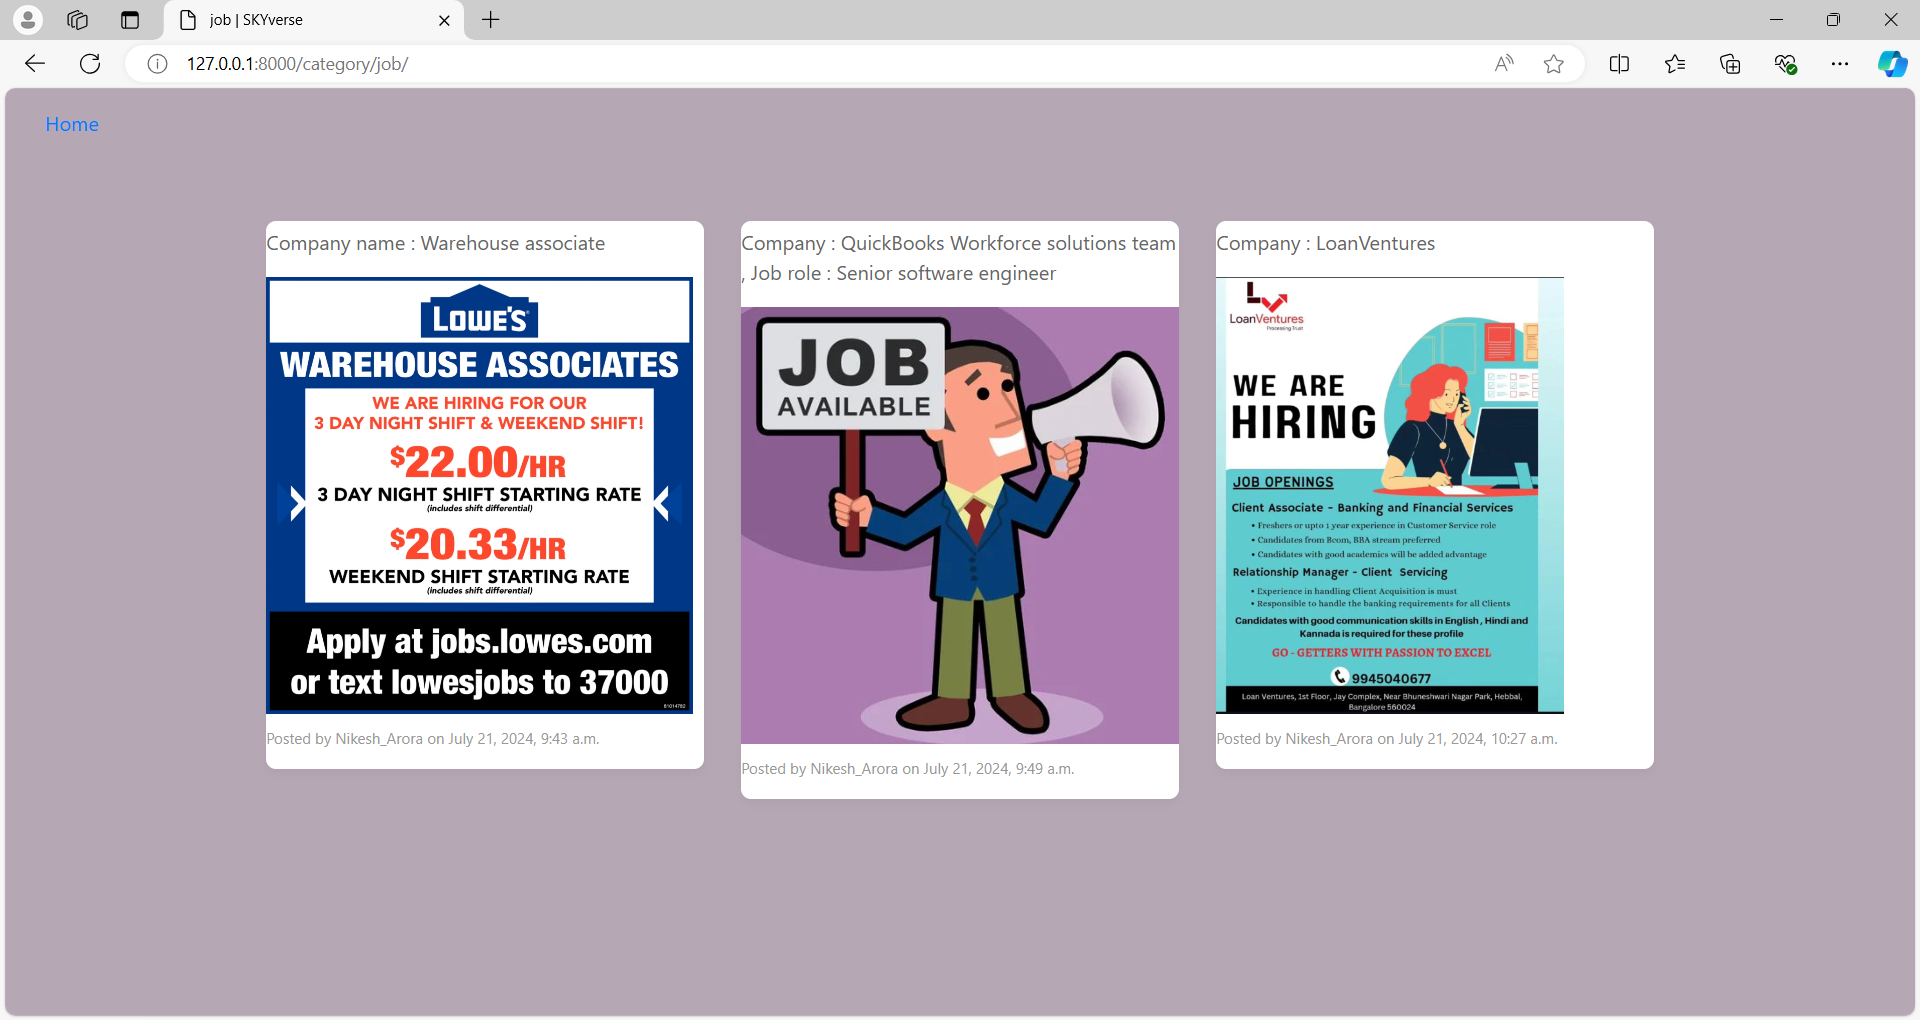 job | SKYverse
127.0.0.1:8000/category/job/
Home
Company name : Warehouse associate
LOWE'S
WAREHOUSE ASSOCIATES
WE ARE HIRING FOR OUR
3 DAY NIGHT SHIFT & WEEKEND SHIFT!
$22.00/HR
3 DAY NIGHT SHIFT STARTING RATE
(includes shift differential)
$20.33/HR
WEEKEND SHIFT STARTING RATE
(includes shift differential)
Apply at jobs.lowes.com
or text lowesjobs to 37000
Posted by Nikesh_Arora on July 21, 2024, 9:43 a.m.
Company : QuickBooks Workforce solutions team
, Job role : Senior software engineer
JOB
AVAILABLE
Posted by Nikesh_Arora on July 21, 2024, 9:49 a.m.
Company : LoanVentures
LoanVentures
Processing Trust
WE ARE
HIRING
JOB OPENINGS
Client Associate - Banking and Financial Services
• Freshers or upto 1 year experience in Customer Service role
• Candidates from Bcom, BBA stream preferred
• Candidates with good academics will be added advantage
Relationship Manager - Client Servicing
• Experience in handling Client Acquisition is must
• Responsible to handle the banking requirements for all Clients
Candidates with good communication skills in English , Hindi and
Kannada is required for these profile
GO - GETTERS WITH PASSION TO EXCEL
9945040677
Loan Ventures, 1st Floor, Jay Complex, Near Bhuneshwari Nagar Park, Hebbal,
Bangalore 560024
Posted by Nikesh_Arora on July 21, 2024, 10:27 a.m.